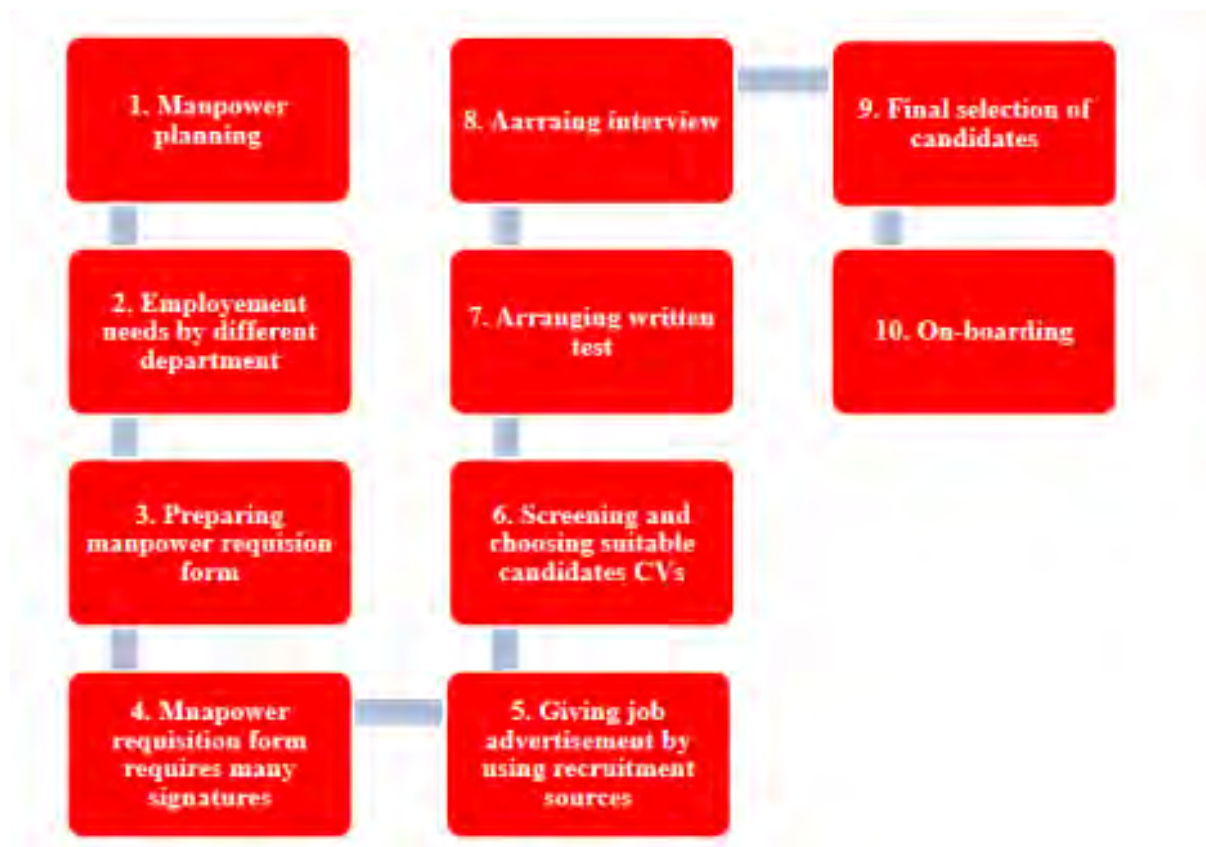 1. Manpower
planning
2. Employement
needs by different
department
3. Preparing
manpower requision
form
4. Mnapower
requisition form
requires many
signatures
5. Giving job
advertisement by
using recruitment
sources
6. Screening and
choosing suitable
candidates CVs
7. Arranging written
test
8. Aarraing interview
9. Final selection of
candidates
10. On-boarding